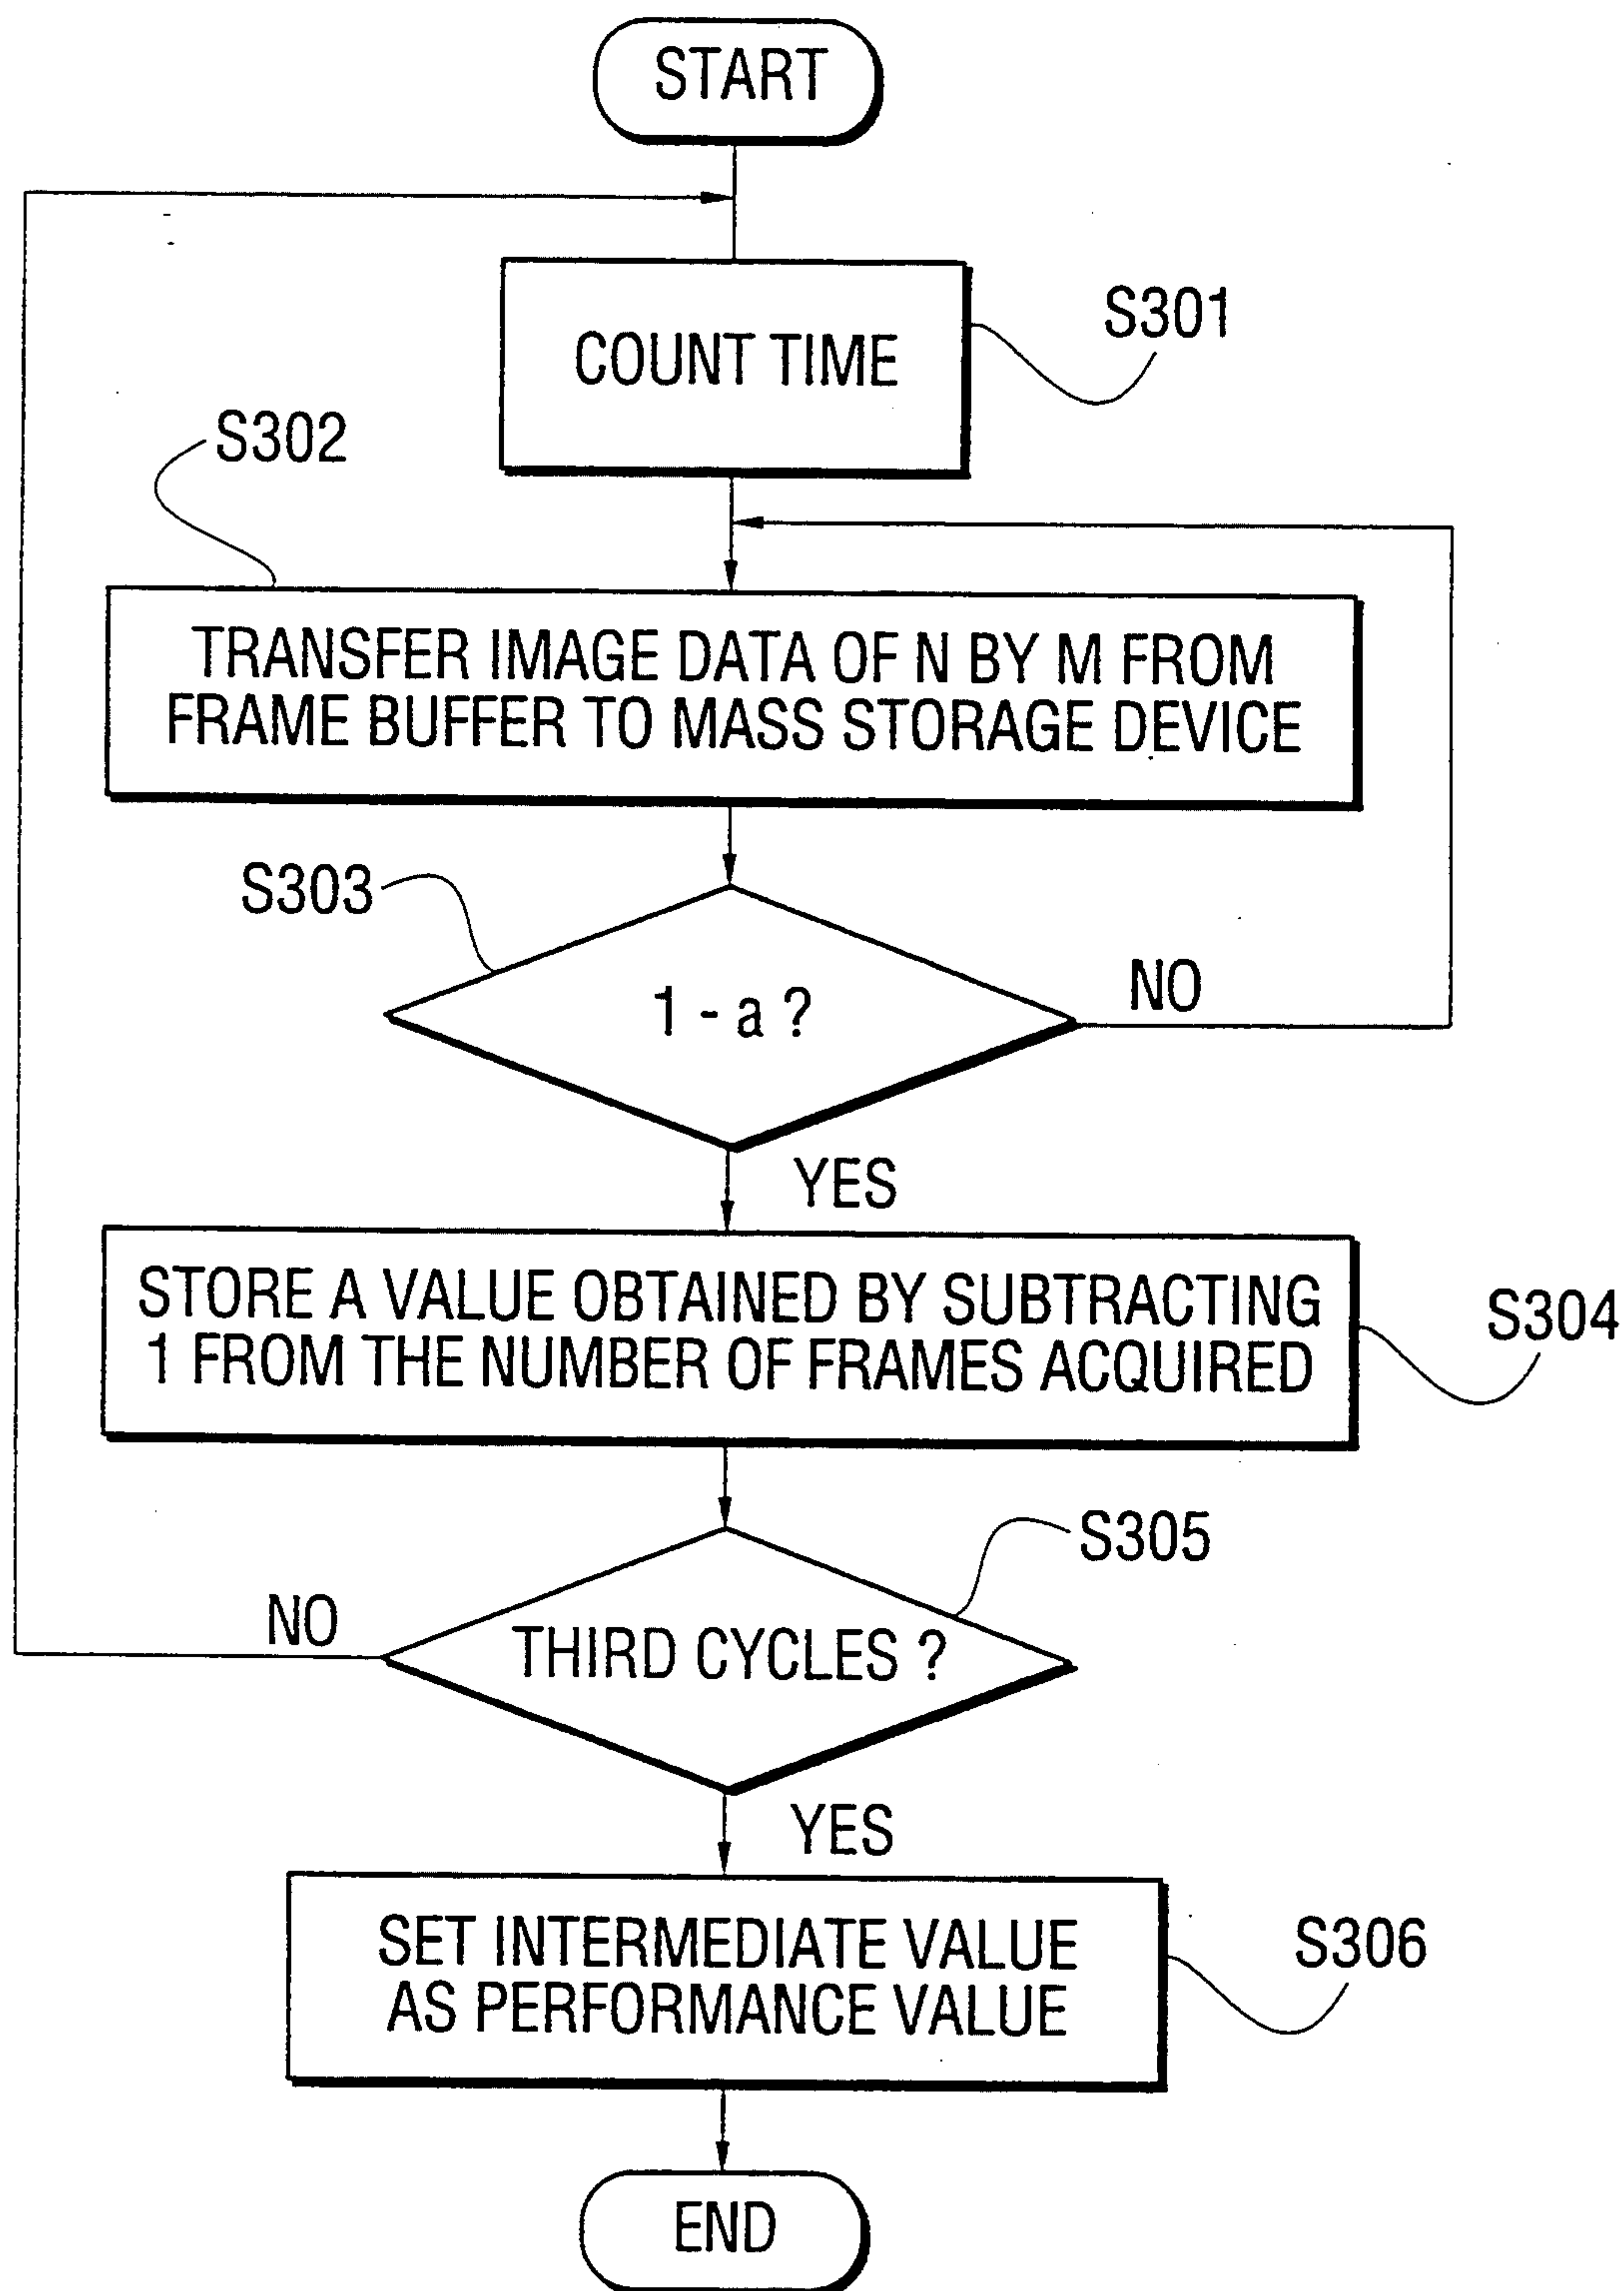 START
COUNT TIME
S301
S302
TRANSFER IMAGE DATA OF N BY M FROM
FRAME BUFFER TO MASS STORAGE DEVICE
S303
1 - a ?
NO
YES
STORE A VALUE OBTAINED BY SUBTRACTING
1 FROM THE NUMBER OF FRAMES ACQUIRED
S304
S305
THIRD CYCLES ?
NO
YES
SET INTERMEDIATE VALUE
AS PERFORMANCE VALUE
S306
END